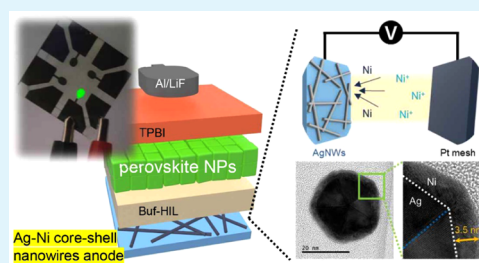 Al/LiF
TPBI
perovskite NPs
Buf-HIL
Ag-Ni core-shell
nanowires anode
V
Ni
Ni⁺
Ni⁺
Ni
Ni⁺
AgNWs
Pt mesh
Ni
Ag
3.5 nm
20 nm